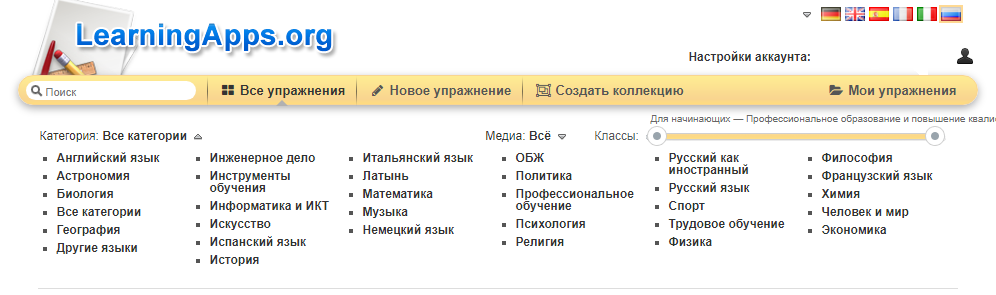 LearningApps.org
Настройки аккаунта:
Поиск
Все упражнения
Новое упражнение
Создать коллекцию
Мои упражнения
Для начинающих — Профессиональное образование и повышение квали
Категория: Все категории
Медиа: Всё
Классы:
Английский язык
Астрономия
Биология
Все категории
География
Другие языки
Инженерное дело
Инструменты
обучения
Информатика и ИКТ
Искусство
Испанский язык
История
Итальянский язык
Латынь
Математика
Музыка
Немецкий язык
ОБЖ
Политика
Профессиональное
обучение
Психология
Религия
Русский как
иностранный
Русский язык
Спорт
Трудовое обучение
Физика
Философия
Французский язык
Химия
Человек и мир
Экономика